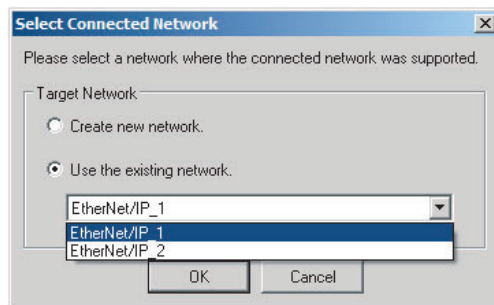 Select Connected Network
Please select a network where the connected network was supported.
Target Network
Create new network.
Use the existing network.
EtherNet/IP_1
EtherNet/IP_1
EtherNet/IP_2
OK
Cancel